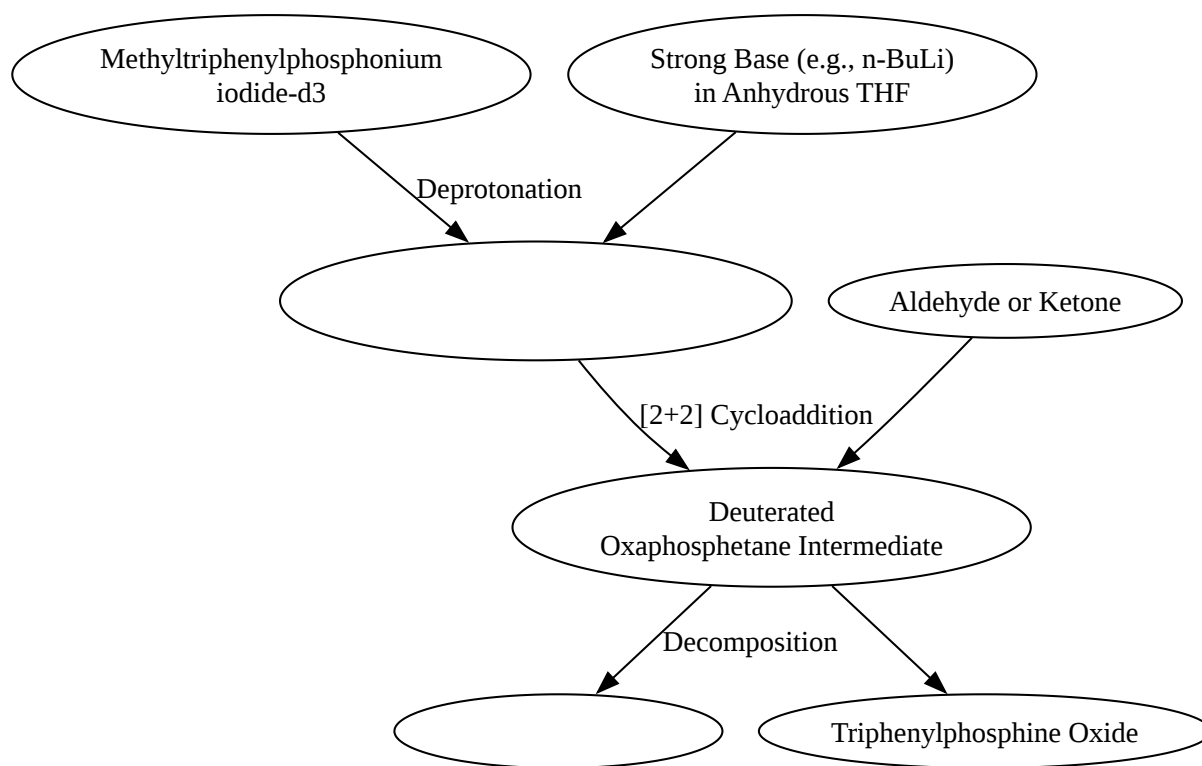 Methyltriphenylphosphonium
iodide-d3
Strong Base (e.g., n-BuLi)
in Anhydrous THF
Deprotonation
Aldehyde or Ketone
[2+2] Cycloaddition
Deuterated
Oxaphosphetane Intermediate
Decomposition
Triphenylphosphine Oxide